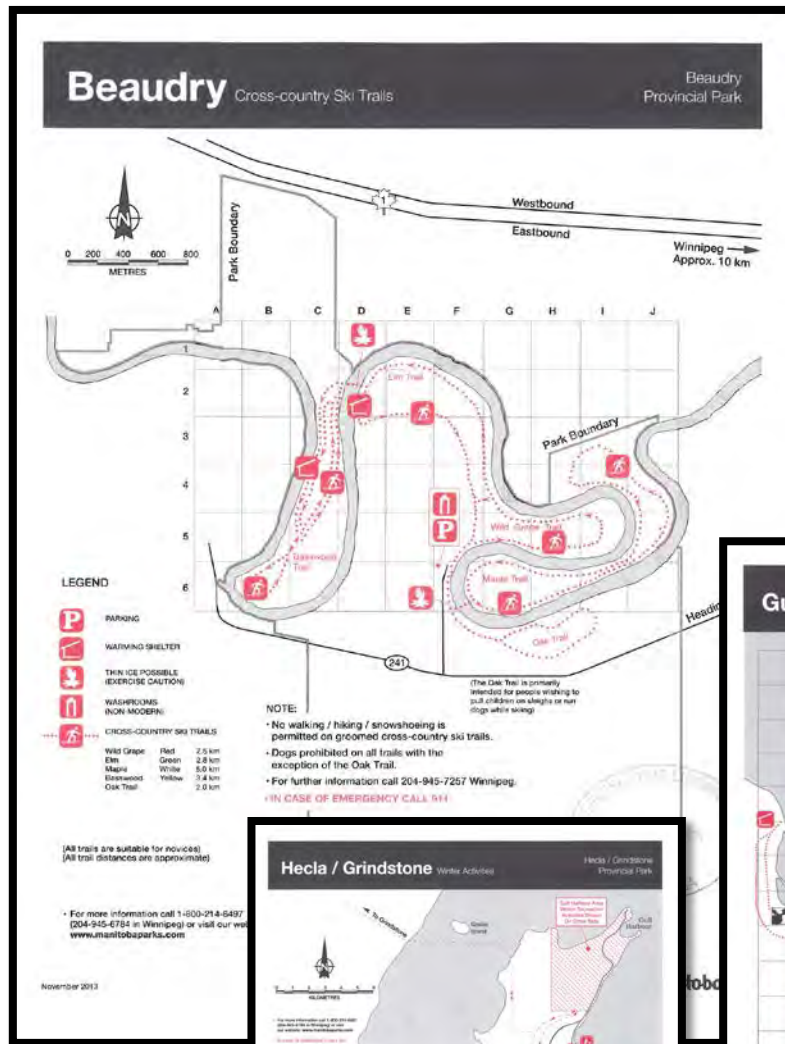 Beaudry Cross-country Ski Trails
Beaudry
Provincial Park
N
0 200 400 600 800
METRES
Park Boundary
1
Westbound
Eastbound
Winnipeg
Approx. 10 km
A B C D E F G H I J
1
2
3
4
5
6
Elm Trail
Park Boundary
Wild Grape Trail
Basswood
Trail
Maple Trail
Oak Trail
P
241
(The Oak Trail is primarily
intended for people wishing to
pull children on sleighs or run
dogs while skiing)
LEGEND
P PARKING
WARMING SHELTER
THIN ICE POSSIBLE
(EXERCISE CAUTION)
WASHROOMS
(NON-MODERN)
CROSS-COUNTRY SKI TRAILS
Wild Grape Red 2.5 km
Elm Green 2.8 km
Maple White 5.0 km
Basswood Yellow 3.4 km
Oak Trail 2.0 km
NOTE:
• No walking / hiking / snowshoeing is
permitted on groomed cross-country ski trails.
• Dogs prohibited on all trails with the
exception of the Oak Trail.
• For further information call 204-945-7257 Winnipeg.
• IN CASE OF EMERGENCY CALL 911
(All trails are suitable for novices)
(All trail distances are approximate)
• For more information call 1-800-214-6497
(204-945-6784 in Winnipeg) or visit our
www.manitobaparks.com
November 2013
Hecla / Grindstone Winter Activities
Hecla / Grindstone
Provincial Park
To Grindstone
Gull
Harbour
KILOMETRES